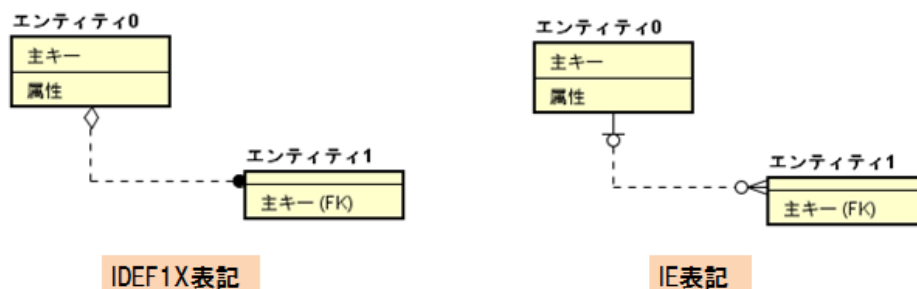 エンティティ0
主キー
属性
エンティティ1
主キー (FK)
IDEF1X表記
エンティティ0
主キー
属性
エンティティ1
主キー (FK)
IE表記